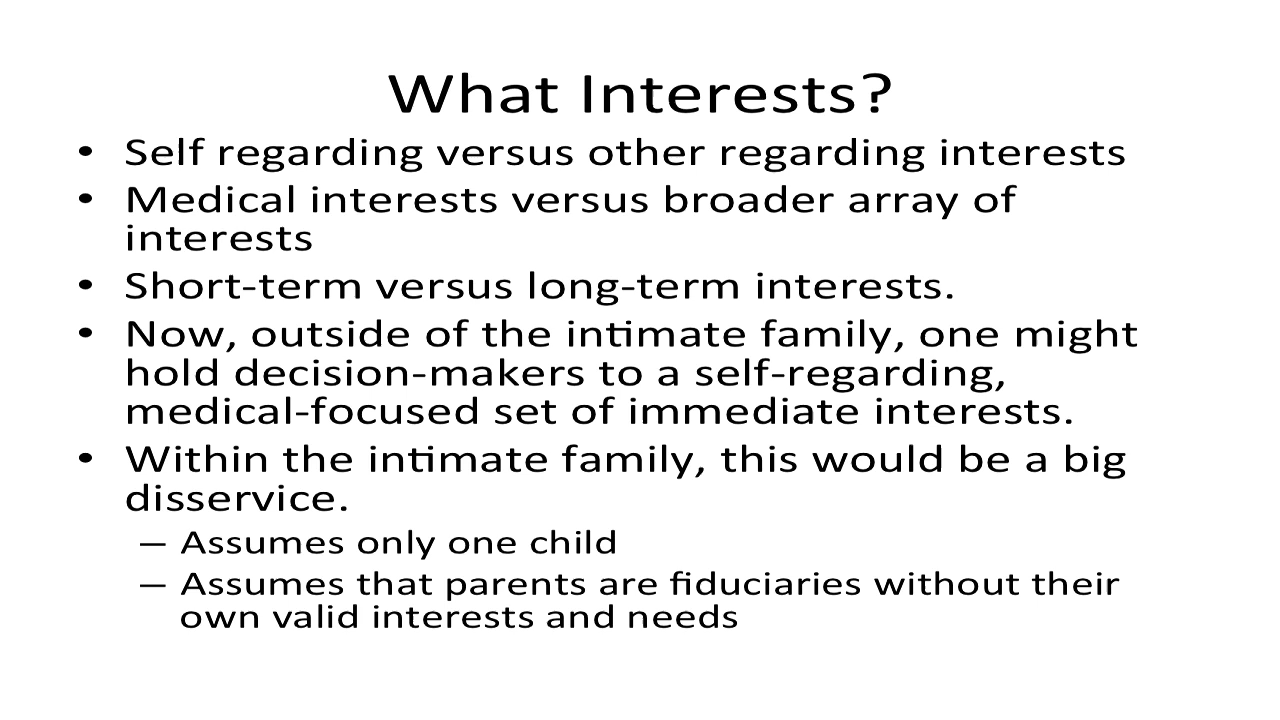 What Interests?
• Self regarding versus other regarding interests
• Medical interests versus broader array of
interests
• Short-term versus long-term interests.
• Now, outside of the intimate family, one might
hold decision-makers to a self-regarding,
medical-focused set of immediate interests.
• Within the intimate family, this would be a big
disservice.
– Assumes only one child
– Assumes that parents are fiduciaries without their
own valid interests and needs